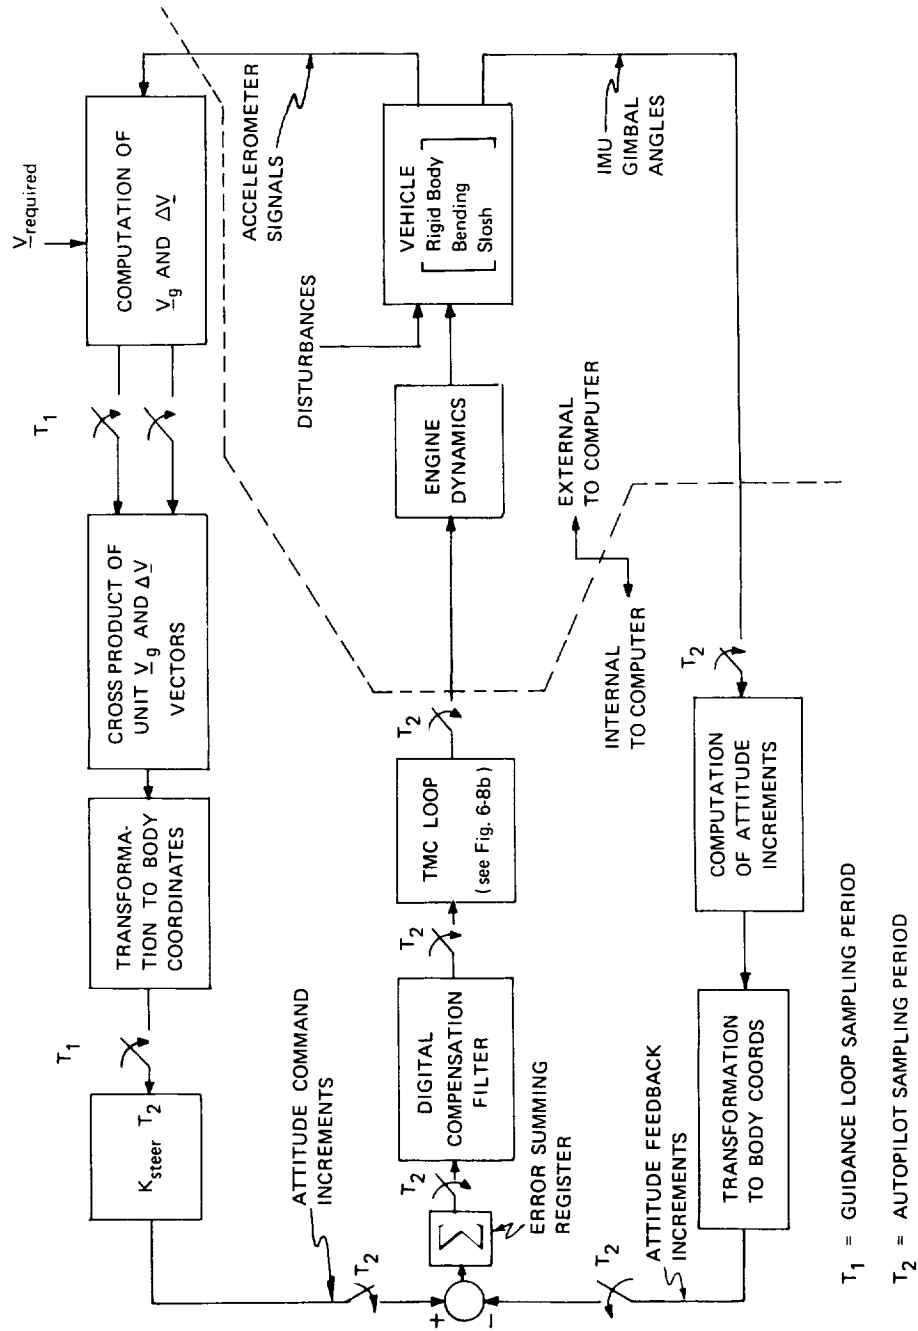 V required
COMPUTATION OF
V g AND ΔV
T1
CROSS PRODUCT OF
UNIT V g AND ΔV
VECTORS
TRANSFORMA-
TION TO BODY
COORDINATES
T1
Ksteer T2
ACCELEROMETER
SIGNALS
ATTITUDE COMMAND
INCREMENTS
T2
+
−
Σ
ERROR SUMMING
REGISTER
T2
DIGITAL
COMPENSATION
FILTER
T2
TMC LOOP
(see Fig. 6-8b)
T2
ENGINE
DYNAMICS
DISTURBANCES
VEHICLE
Rigid Body
Bending
Slosh
EXTERNAL
TO COMPUTER
INTERNAL
TO COMPUTER
IMU
GIMBAL
ANGLES
T2
COMPUTATION
OF ATTITUDE
INCREMENTS
TRANSFORMATION
TO BODY COORDS
ATTITUDE FEEDBACK
INCREMENTS
T2
T1 = GUIDANCE LOOP SAMPLING PERIOD
T2 = AUTOPILOT SAMPLING PERIOD